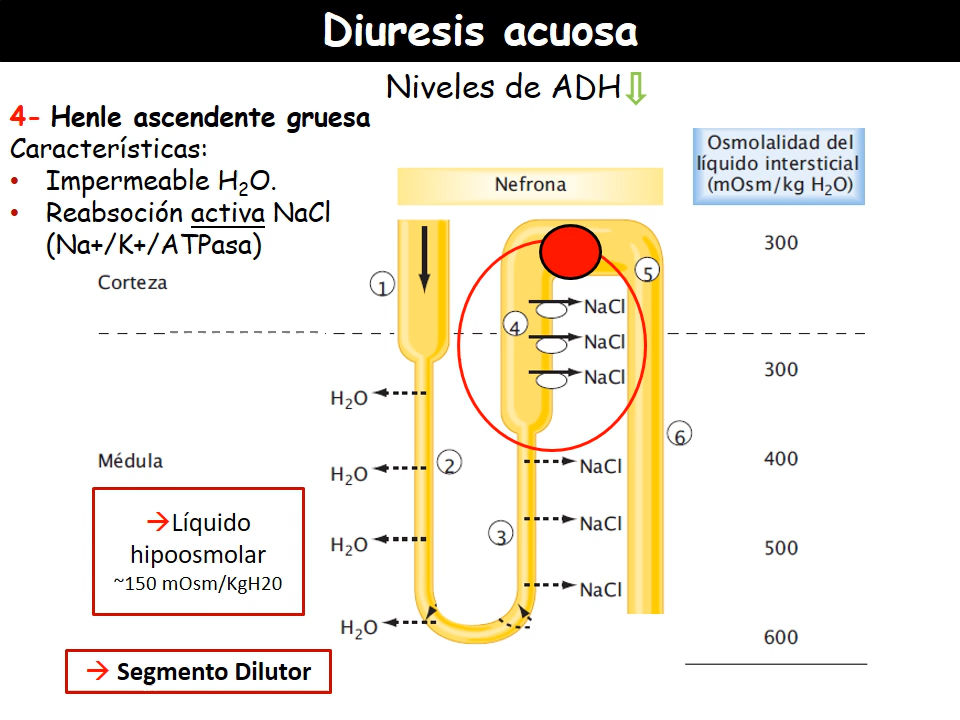 Diuresis acuosa
Niveles de ADH
4- Henle ascendente gruesa
Características:
• Impermeable H₂O.
• Reabsoción activa NaCl
(Na+/K+/ATPasa)
Osmolalidad del
líquido intersticial
(mOsm/kg H₂O)
Nefrona
300
Corteza
1
5
NaCl
4
NaCl
300
NaCl
H₂O
6
Médula
2
400
H₂O
NaCl
→Líquido
hipoosmolar
~150 mOsm/KgH20
3
NaCl
H₂O
500
NaCl
H₂O
600
→ Segmento Dilutor